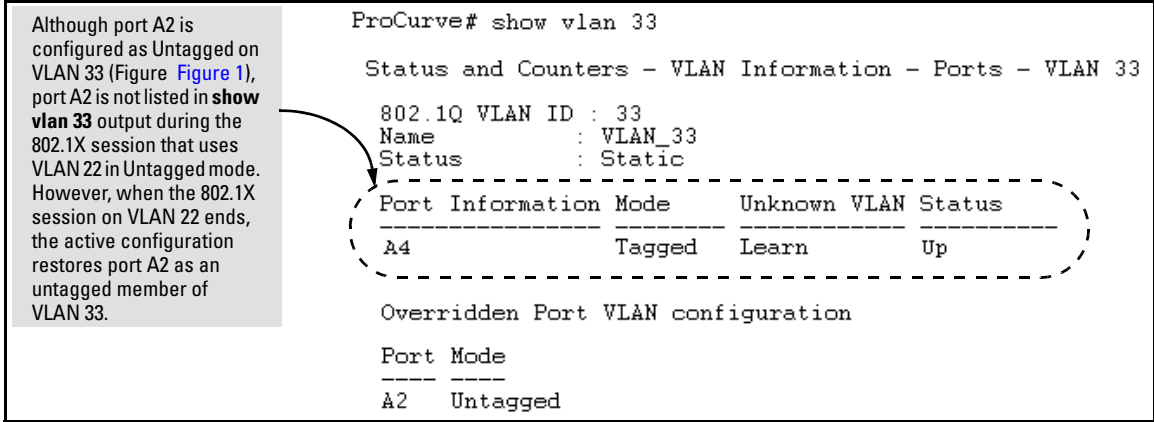 Although port A2 is
configured as Untagged on
VLAN 33 (Figure Figure 1),
port A2 is not listed in show
vlan 33 output during the
802.1X session that uses
VLAN 22 in Untagged mode.
However, when the 802.1X
session on VLAN 22 ends,
the active configuration
restores port A2 as an
untagged member of
VLAN 33.
ProCurve# show vlan 33
Status and Counters - VLAN Information - Ports - VLAN 33
802.1Q VLAN ID : 33
Name : VLAN_33
Status : Static
Port Information Mode Unknown VLAN Status
---------------- -------- ------------ ----------
A4 Tagged Learn Up
Overridden Port VLAN configuration
Port Mode
---- ----
A2 Untagged